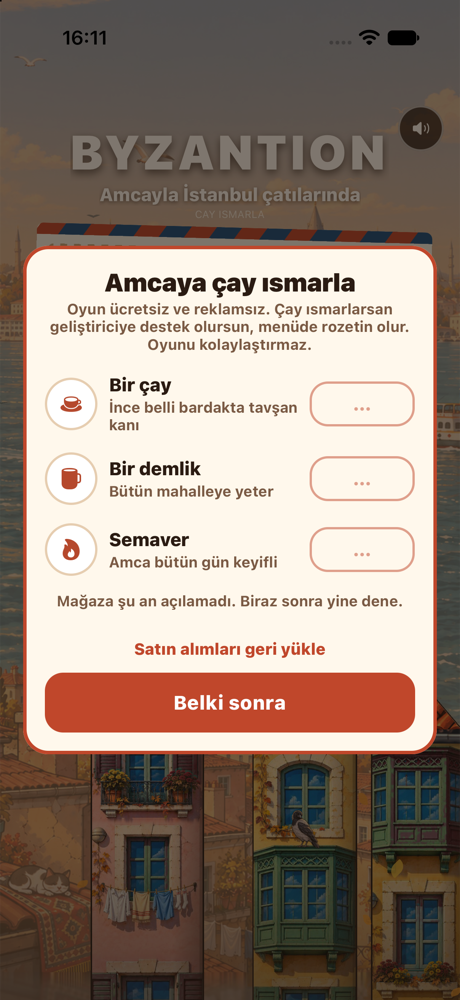 16:11
BYZANTION
Amcayla İstanbul çatılarında
ÇAY ISMARLA
Amcaya çay ısmarla
Oyun ücretsiz ve reklamsız. Çay ısmarlarsan
geliştiriciye destek olursun, menüde rozetin olur.
Oyunu kolaylaştırmaz.
Bir çay
İnce belli bardakta tavşan
kanı
...
Bir demlik
Bütün mahalleye yeter
...
Semaver
Amca bütün gün keyifli
...
Mağaza şu an açılamadı. Biraz sonra yine dene.
Satın alımları geri yükle
Belki sonra